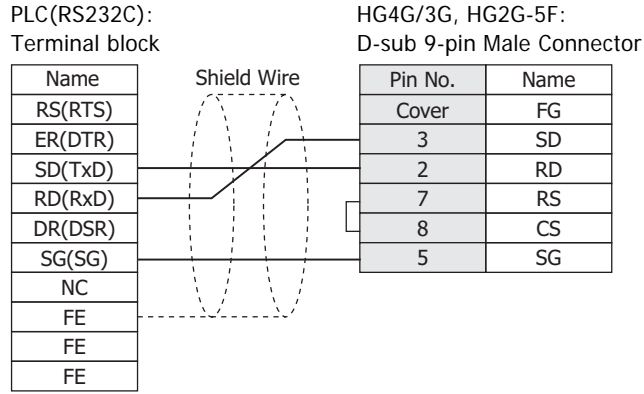 PLC(RS232C):
Terminal block
HG4G/3G, HG2G-5F:
D-sub 9-pin Male Connector
Shield Wire
Name
RS(RTS)
ER(DTR)
SD(TxD)
RD(RxD)
DR(DSR)
SG(SG)
NC
FE
FE
FE
Pin No. Name
Cover FG
3 SD
2 RD
7 RS
8 CS
5 SG